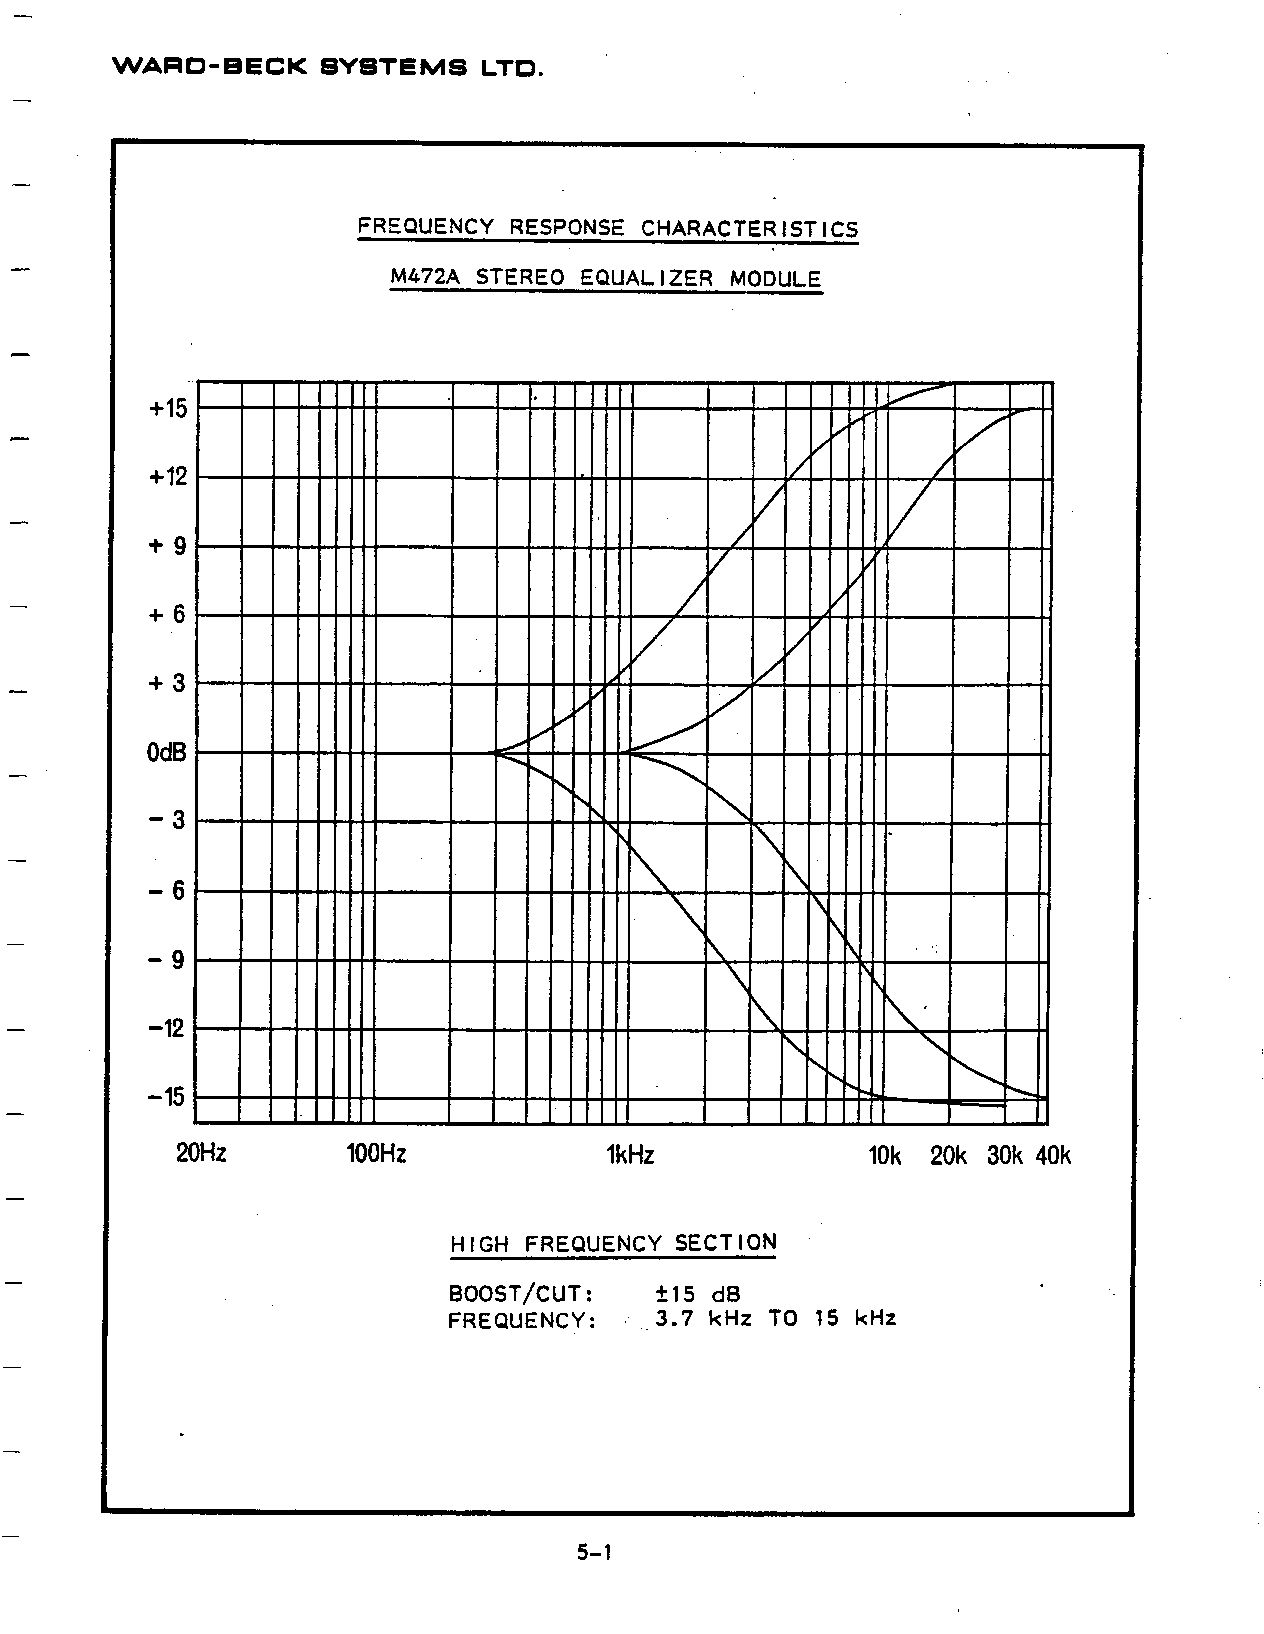 WARD-BECK SYSTEMS LTD.
FREQUENCY RESPONSE CHARACTERISTICS
M472A STEREO EQUALIZER MODULE
+15
+12
+ 9
+ 6
+ 3
0dB
- 3
- 6
- 9
-12
-15
20Hz 100Hz 1kHz 10k 20k 30k 40k
HIGH FREQUENCY SECTION
BOOST/CUT: ±15 dB
FREQUENCY: 3.7 kHz TO 15 kHz
5-1